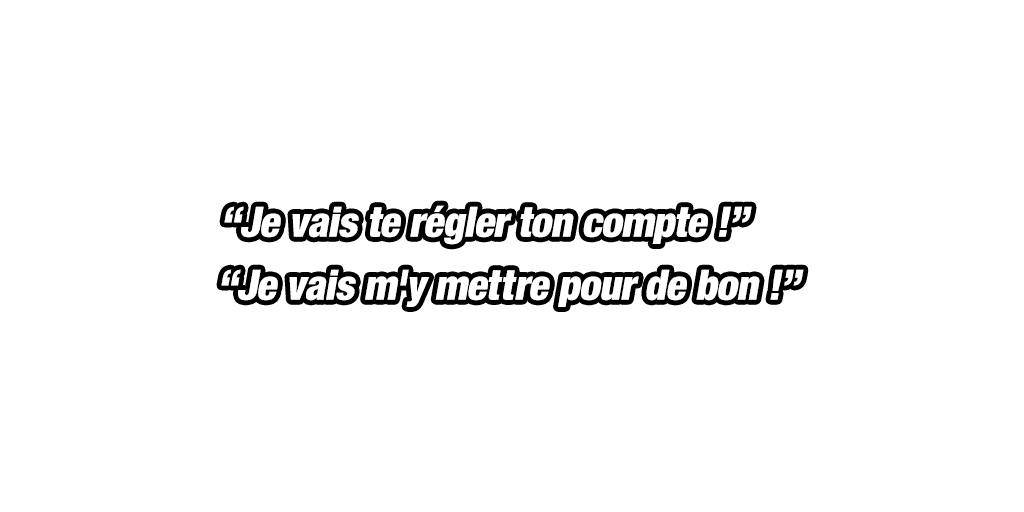 “Je vais te régler ton compte !”
“Je vais m'y mettre pour de bon !”